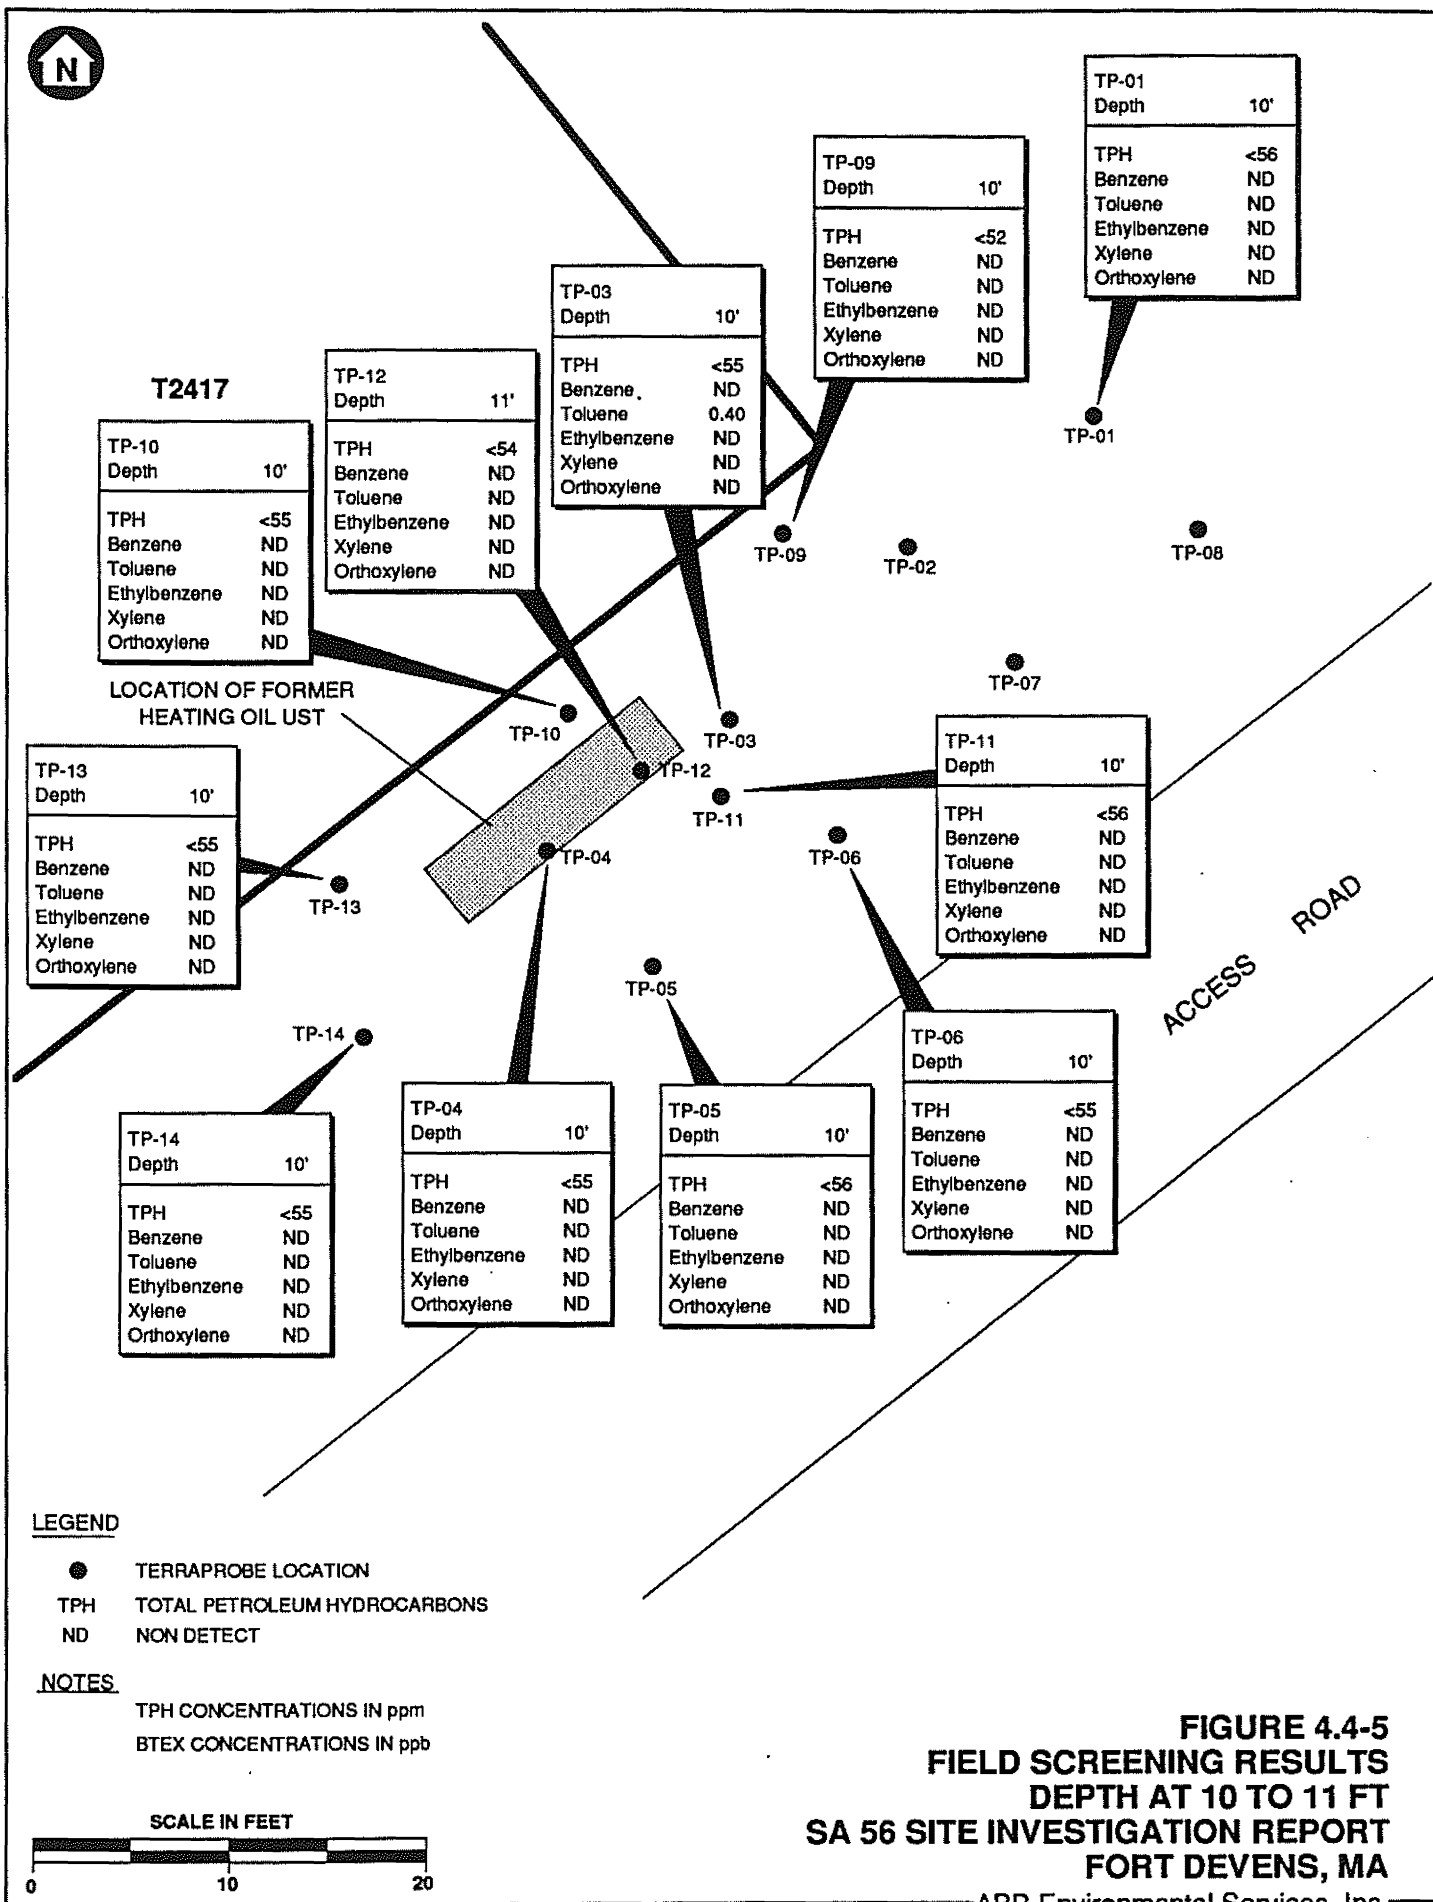 N
TP-01
Depth 10'
TPH <56
Benzene ND
Toluene ND
Ethylbenzene ND
Xylene ND
Orthoxylene ND
TP-09
Depth 10'
TPH <52
Benzene ND
Toluene ND
Ethylbenzene ND
Xylene ND
Orthoxylene ND
TP-03
Depth 10'
TPH <55
Benzene ND
Toluene 0.40
Ethylbenzene ND
Xylene ND
Orthoxylene ND
TP-12
Depth 11'
TPH <54
Benzene ND
Toluene ND
Ethylbenzene ND
Xylene ND
Orthoxylene ND
T2417
TP-10
Depth 10'
TPH <55
Benzene ND
Toluene ND
Ethylbenzene ND
Xylene ND
Orthoxylene ND
TP-01
TP-09
TP-02
TP-08
TP-07
LOCATION OF FORMER
HEATING OIL UST
TP-10
TP-03
TP-12
TP-11
TP-06
TP-04
TP-13
TP-05
TP-14
TP-13
Depth 10'
TPH <55
Benzene ND
Toluene ND
Ethylbenzene ND
Xylene ND
Orthoxylene ND
TP-11
Depth 10'
TPH <56
Benzene ND
Toluene ND
Ethylbenzene ND
Xylene ND
Orthoxylene ND
ACCESS ROAD
TP-06
Depth 10'
TPH <55
Benzene ND
Toluene ND
Ethylbenzene ND
Xylene ND
Orthoxylene ND
TP-14
Depth 10'
TPH <55
Benzene ND
Toluene ND
Ethylbenzene ND
Xylene ND
Orthoxylene ND
TP-04
Depth 10'
TPH <55
Benzene ND
Toluene ND
Ethylbenzene ND
Xylene ND
Orthoxylene ND
TP-05
Depth 10'
TPH <56
Benzene ND
Toluene ND
Ethylbenzene ND
Xylene ND
Orthoxylene ND
LEGEND
TERRAPROBE LOCATION
TPH TOTAL PETROLEUM HYDROCARBONS
ND NON DETECT
NOTES
TPH CONCENTRATIONS IN ppm
BTEX CONCENTRATIONS IN ppb
SCALE IN FEET
0 10 20
FIGURE 4.4-5
FIELD SCREENING RESULTS
DEPTH AT 10 TO 11 FT
SA 56 SITE INVESTIGATION REPORT
FORT DEVENS, MA
ABB Environmental Services, Inc.